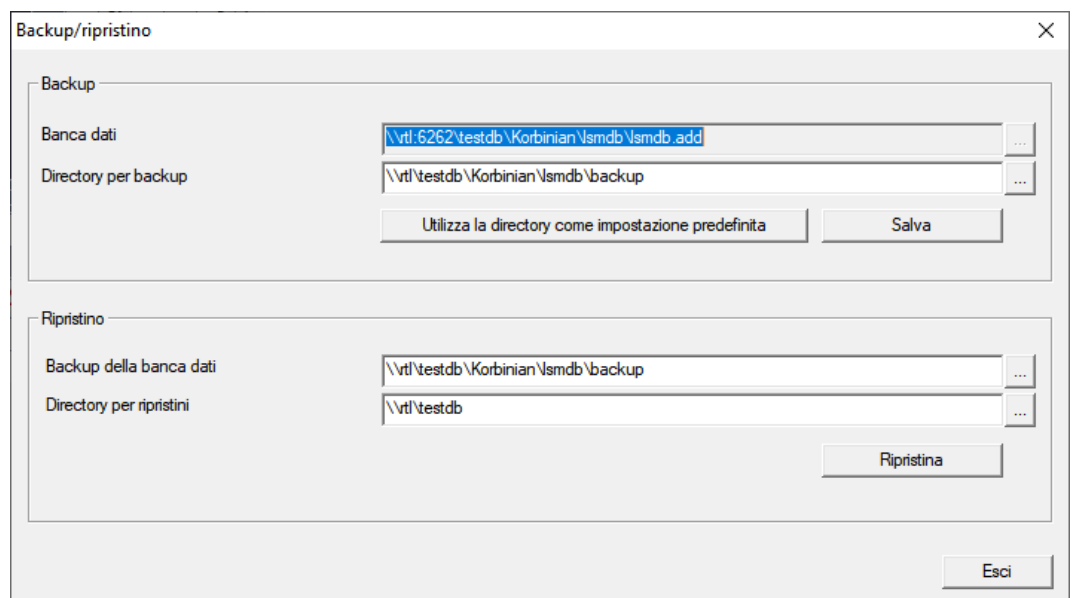 Backup/ripristino
Backup
Banca dati
\\rtl:6262\testdb\Korbinian\lsmdb\lsmdb.add
...
Directory per backup
\\rtl\testdb\Korbinian\lsmdb\backup
...
Utilizza la directory come impostazione predefinita
Salva
Ripristino
Backup della banca dati
\\rtl\testdb\Korbinian\lsmdb\backup
...
Directory per ripristini
\\rtl\testdb
...
Ripristina
Esci